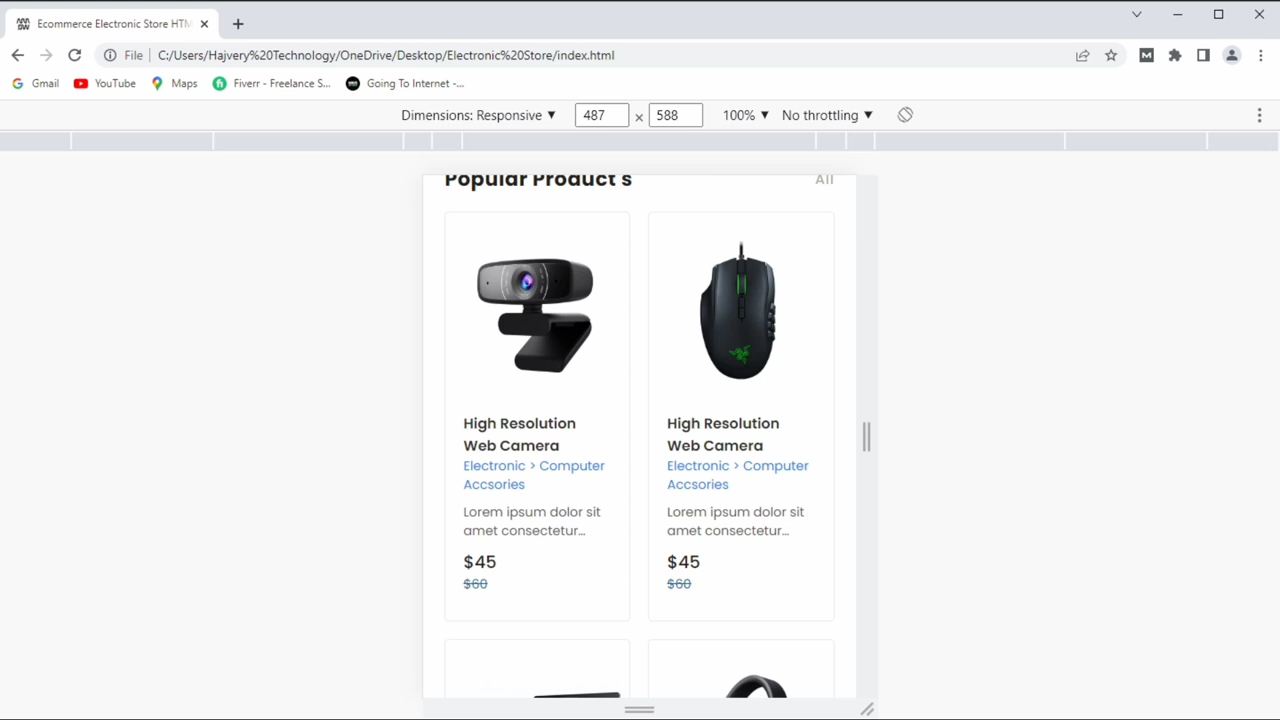 Ecommerce Electronic Store HTM
File
C:/Users/Hajvery%20Technology/OneDrive/Desktop/Electronic%20Store/index.html
M
Gmail
YouTube
Maps
Fiverr - Freelance S...
Going To Internet -...
Dimensions: Responsive
487
×
588
100%
No throttling
Popular Product's
All
High Resolution
Web Camera
Electronic > Computer
Accsories
Lorem ipsum dolor sit
amet consectetur...
$45
$60
High Resolution
Web Camera
Electronic > Computer
Accsories
Lorem ipsum dolor sit
amet consectetur...
$45
$60